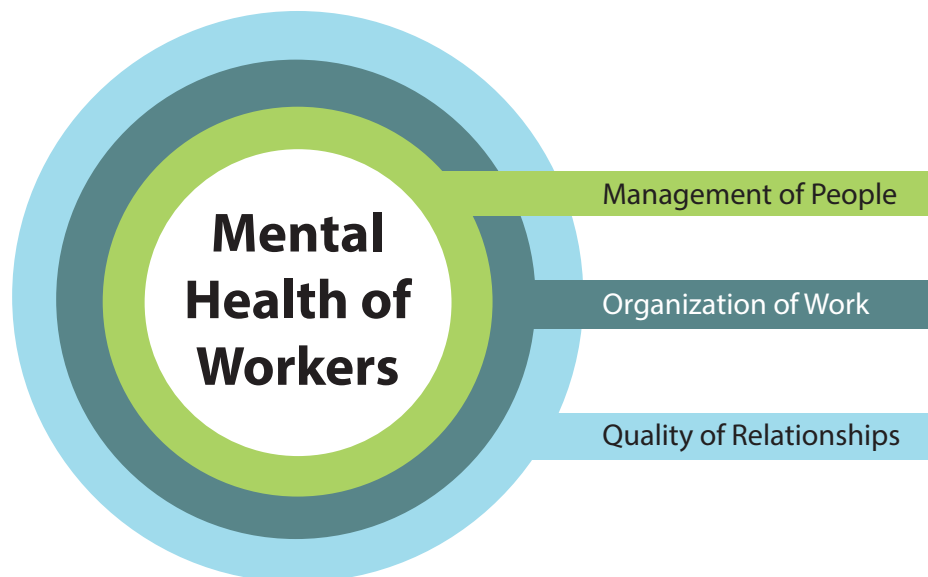 Mental
Health of
Workers
Management of People
Organization of Work
Quality of Relationships